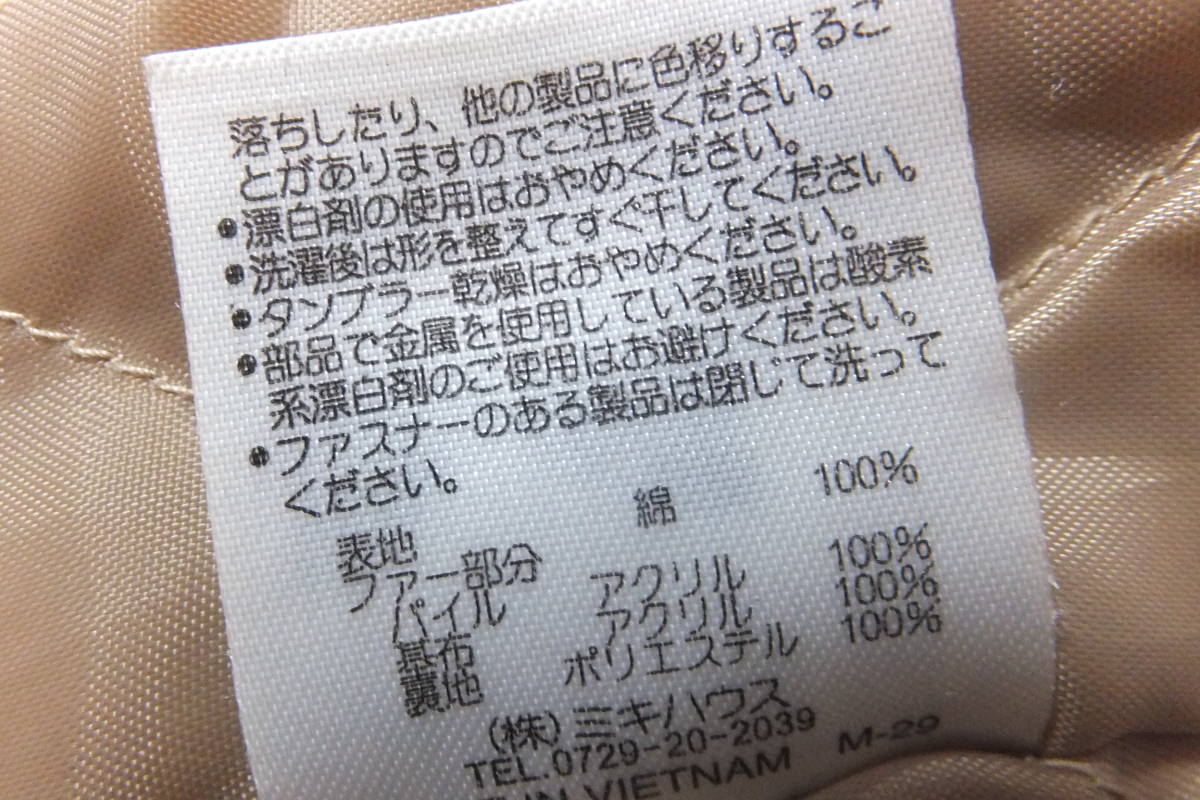 落ちしたり、他の製品に色移りするこ
とがありますのでご注意ください。
•漂白剤の使用はおやめください。
•洗濯後は形を整えてすぐ干してください。
•タンブラー乾燥はおやめください。
•部品で金属を使用している製品は酸素
系漂白剤のご使用はお避けください。
•ファスナーのある製品は閉じて洗って
ください。
表地 綿 100%
ファー部分
パイル アクリル 100%
基布 アクリル 100%
裏地 ポリエステル 100%
(株)ミキハウス
TEL.0729-20-2039
IN VIETNAM M-29